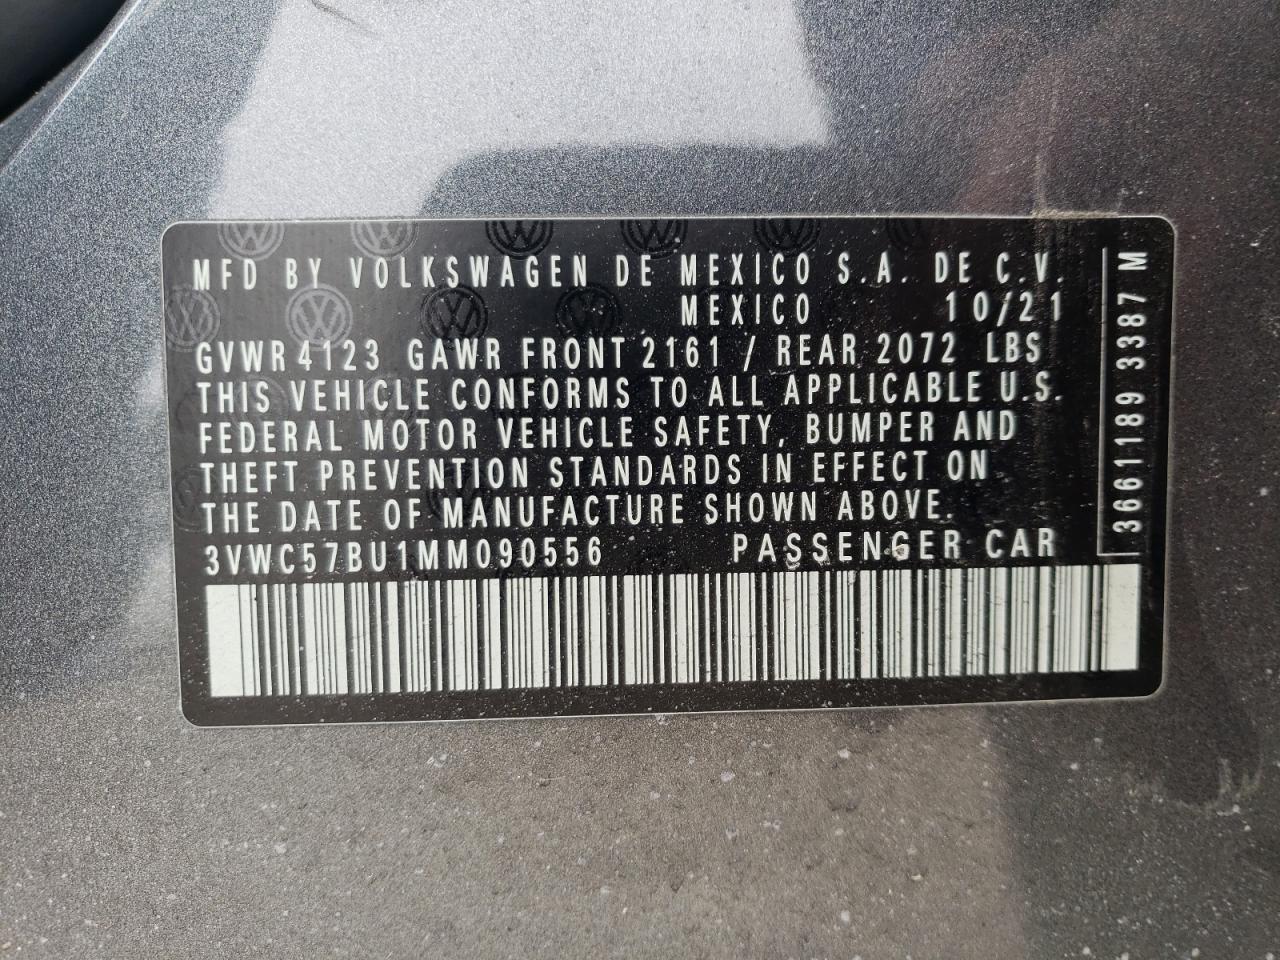 MFD BY VOLKSWAGEN DE MEXICO S.A. DE C.V.
MEXICO 10/21
GVWR 4123 GAWR FRONT 2161 / REAR 2072 LBS
THIS VEHICLE CONFORMS TO ALL APPLICABLE U.S.
FEDERAL MOTOR VEHICLE SAFETY, BUMPER AND
THEFT PREVENTION STANDARDS IN EFFECT ON
THE DATE OF MANUFACTURE SHOWN ABOVE.
3VWC57BU1MM090556 PASSENGER CAR
3661189 3387 M